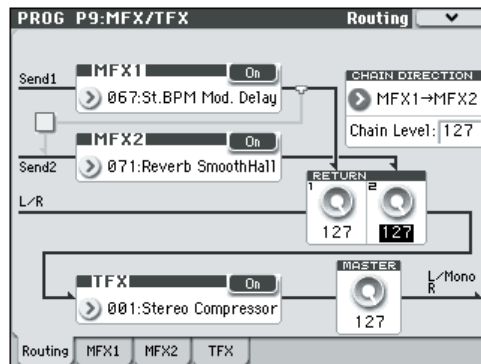 PROG P9:MFX/TFX Routing
Send1
MFX1 On
067:St.BPM Mod. Delay
CHAIN DIRECTION
MFX1→MFX2
Chain Level: 127
MFX2 On
071:Reverb SmoothHall
Send2
L/R
RETURN
1 2
127 127
TFX On
001:Stereo Compressor
MASTER
127
L/Mono
R
Routing MFX1 MFX2 TFX